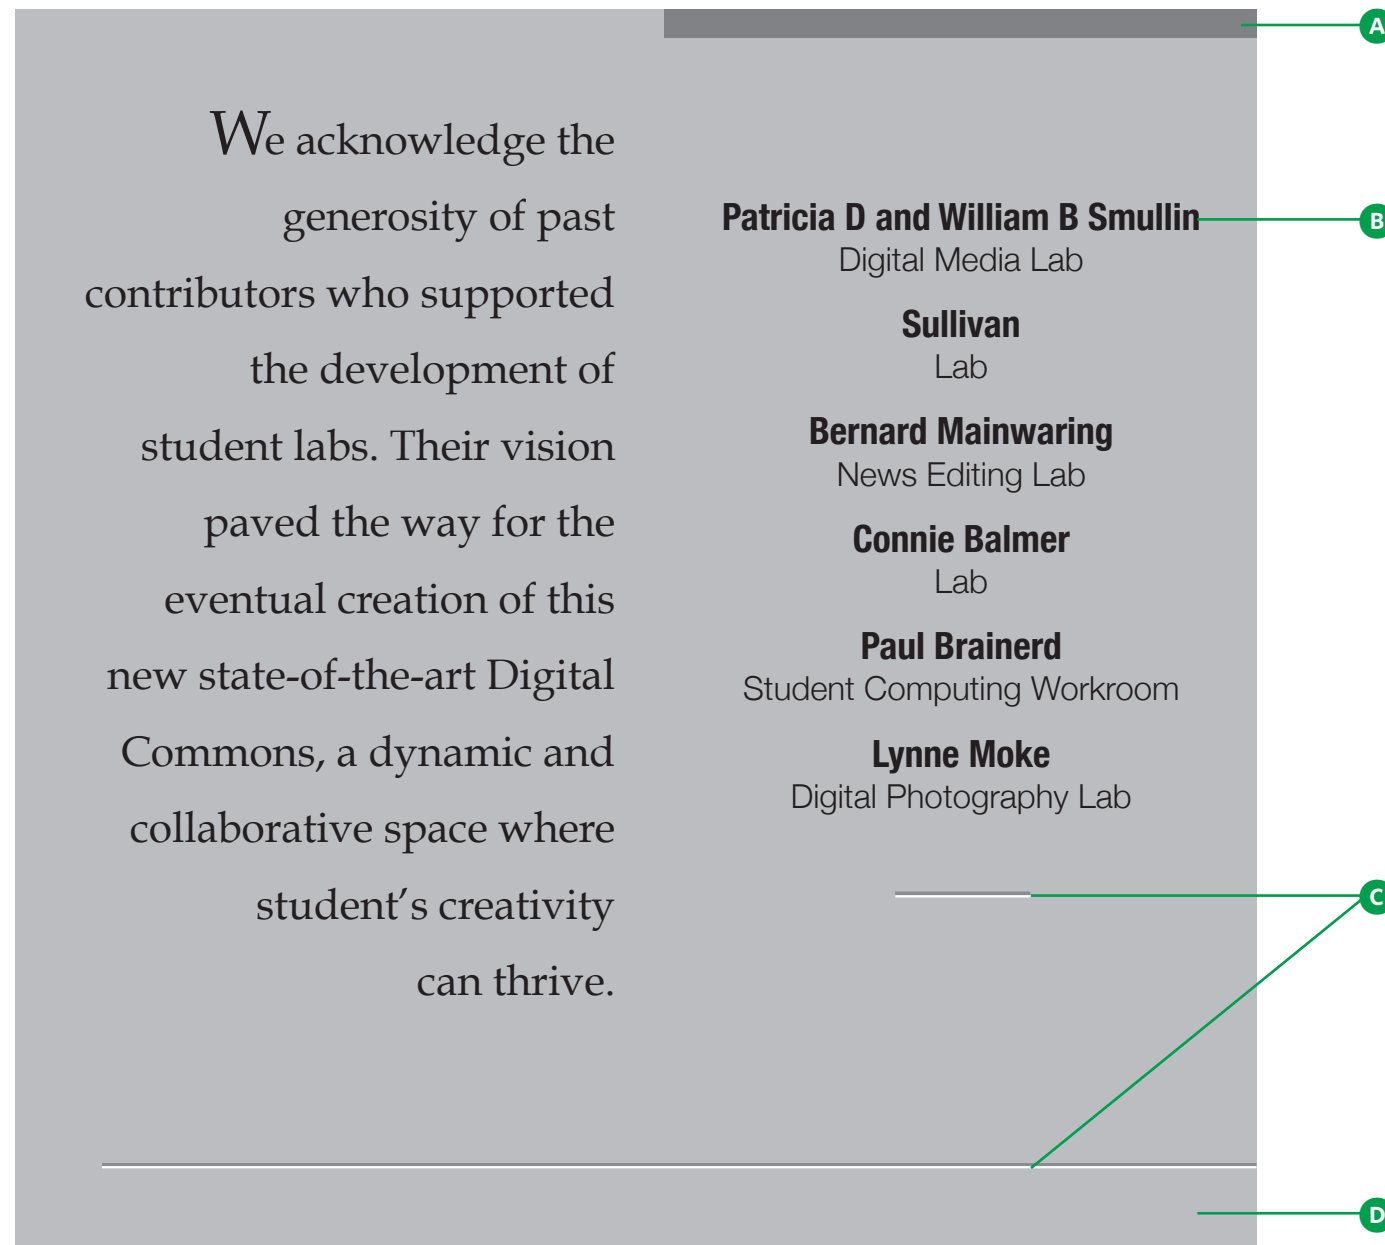 We acknowledge the
generosity of past
contributors who supported
the development of
student labs. Their vision
paved the way for the
eventual creation of this
new state-of-the-art Digital
Commons, a dynamic and
collaborative space where
student’s creativity
can thrive.
Patricia D and William B Smullin
Digital Media Lab
Sullivan
Lab
Bernard Mainwaring
News Editing Lab
Connie Balmer
Lab
Paul Brainerd
Student Computing Workroom
Lynne Moke
Digital Photography Lab
A
B
C
D